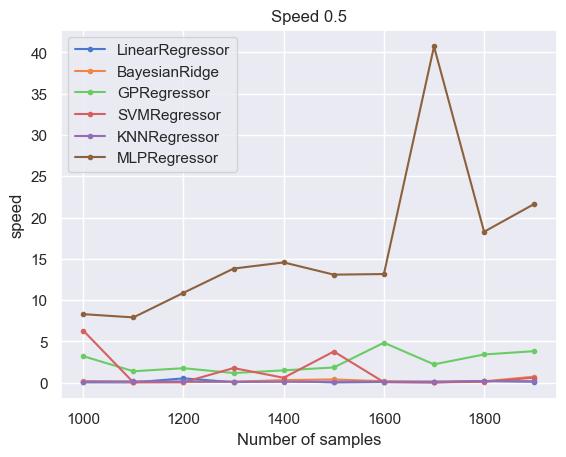 Speed 0.5
LinearRegressor
BayesianRidge
GPRegressor
SVMRegressor
KNNRegressor
MLPRegressor
40
35
30
25
20
15
10
5
0
speed
1000 1200 1400 1600 1800
Number of samples